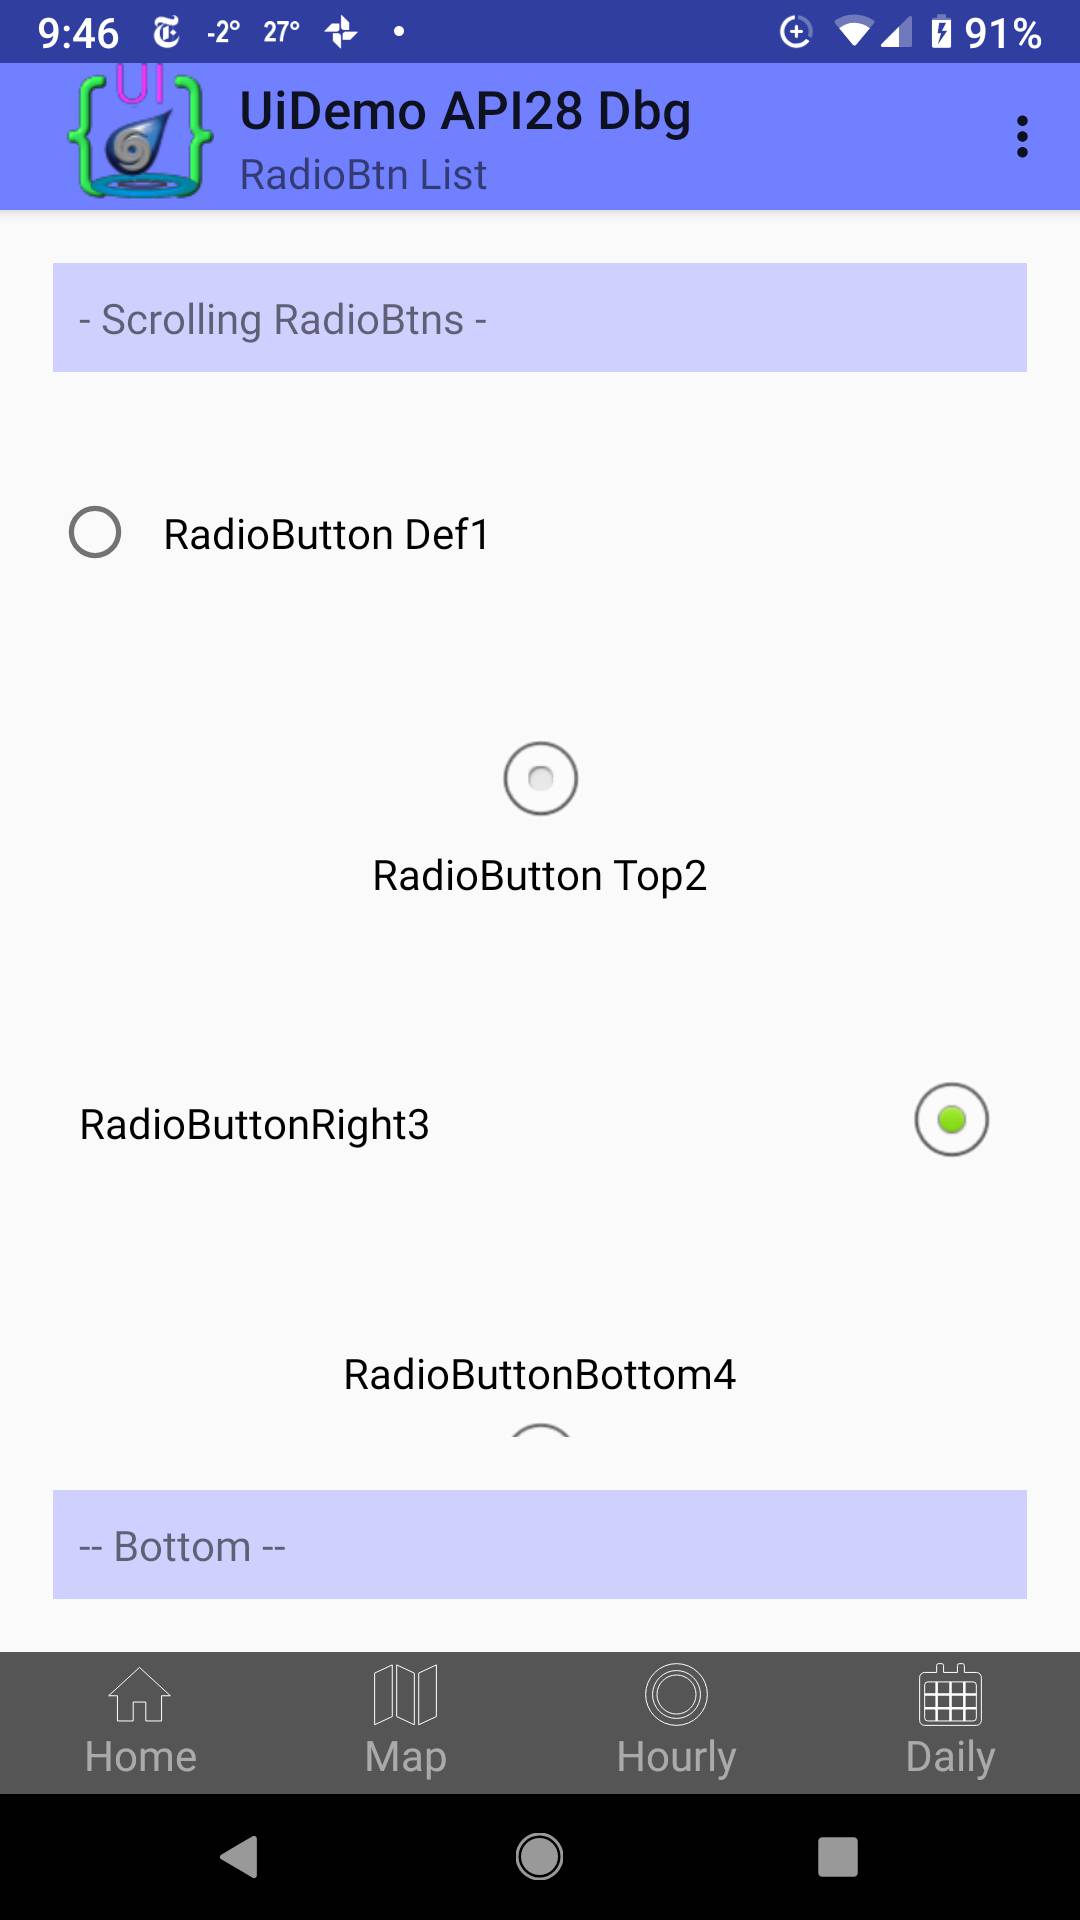 9:46 -2° 27° 91%
UI
UiDemo API28 Dbg
RadioBtn List
- Scrolling RadioBtns -
RadioButton Def1
RadioButton Top2
RadioButtonRight3
RadioButtonBottom4
-- Bottom --
Home Map Hourly Daily